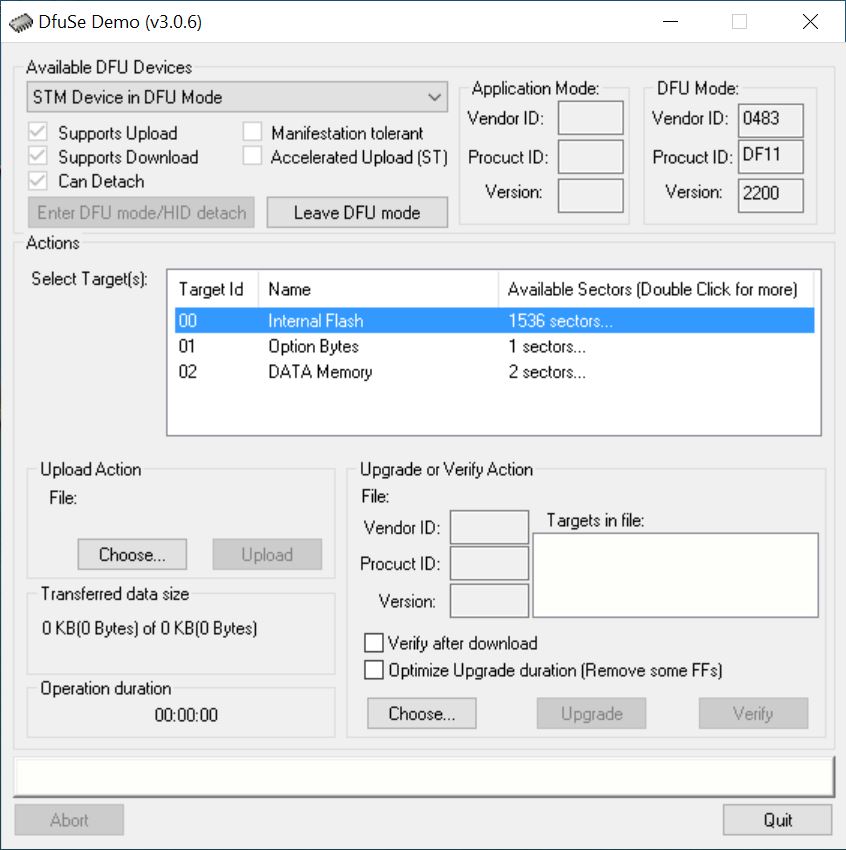 DfuSe Demo (v3.0.6)
Available DFU Devices
STM Device in DFU Mode
Supports Upload
Manifestation tolerant
Supports Download
Accelerated Upload (ST)
Can Detach
Enter DFU mode/HID detach
Leave DFU mode
Application Mode:
Vendor ID:
Procuct ID:
Version:
DFU Mode:
Vendor ID: 0483
Procuct ID: DF11
Version: 2200
Actions
Select Target(s):
Target Id Name Available Sectors (Double Click for more)
00 Internal Flash 1536 sectors...
01 Option Bytes 1 sectors...
02 DATA Memory 2 sectors...
Upload Action
File:
Choose... Upload
Transferred data size
0 KB(0 Bytes) of 0 KB(0 Bytes)
Operation duration
00:00:00
Upgrade or Verify Action
File:
Vendor ID:
Procuct ID:
Version:
Targets in file:
Verify after download
Optimize Upgrade duration (Remove some FFs)
Choose... Upgrade Verify
Abort Quit